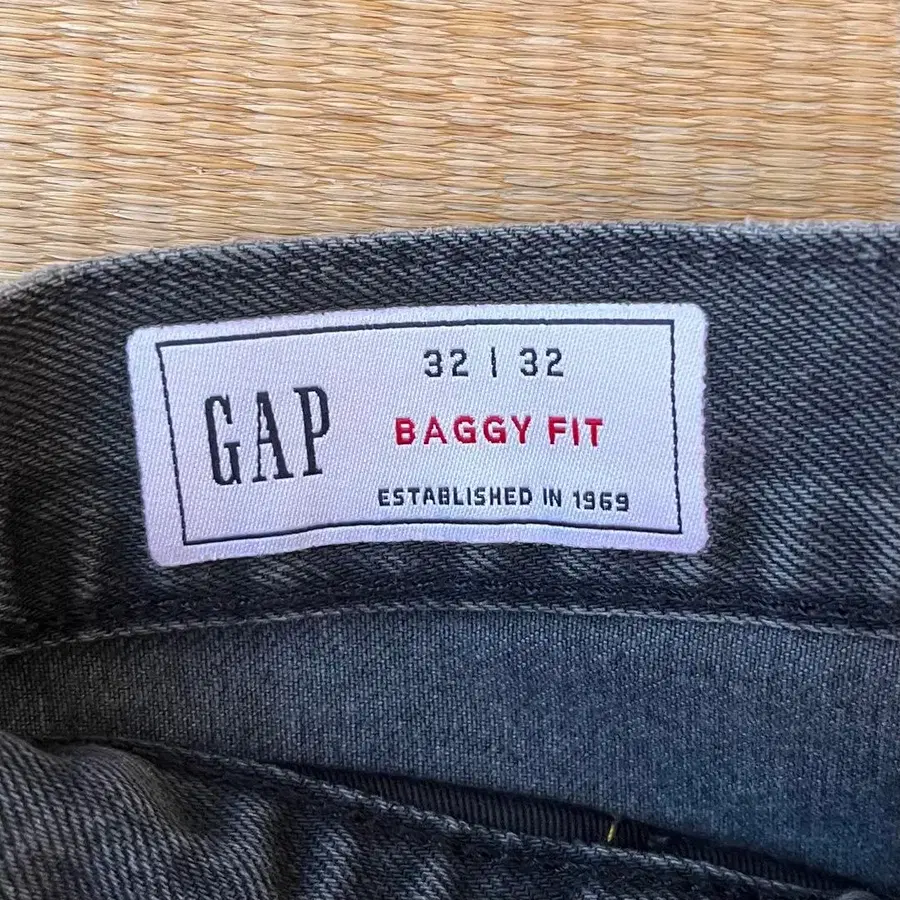 GAP
32 | 32
BAGGY FIT
ESTABLISHED IN 1969